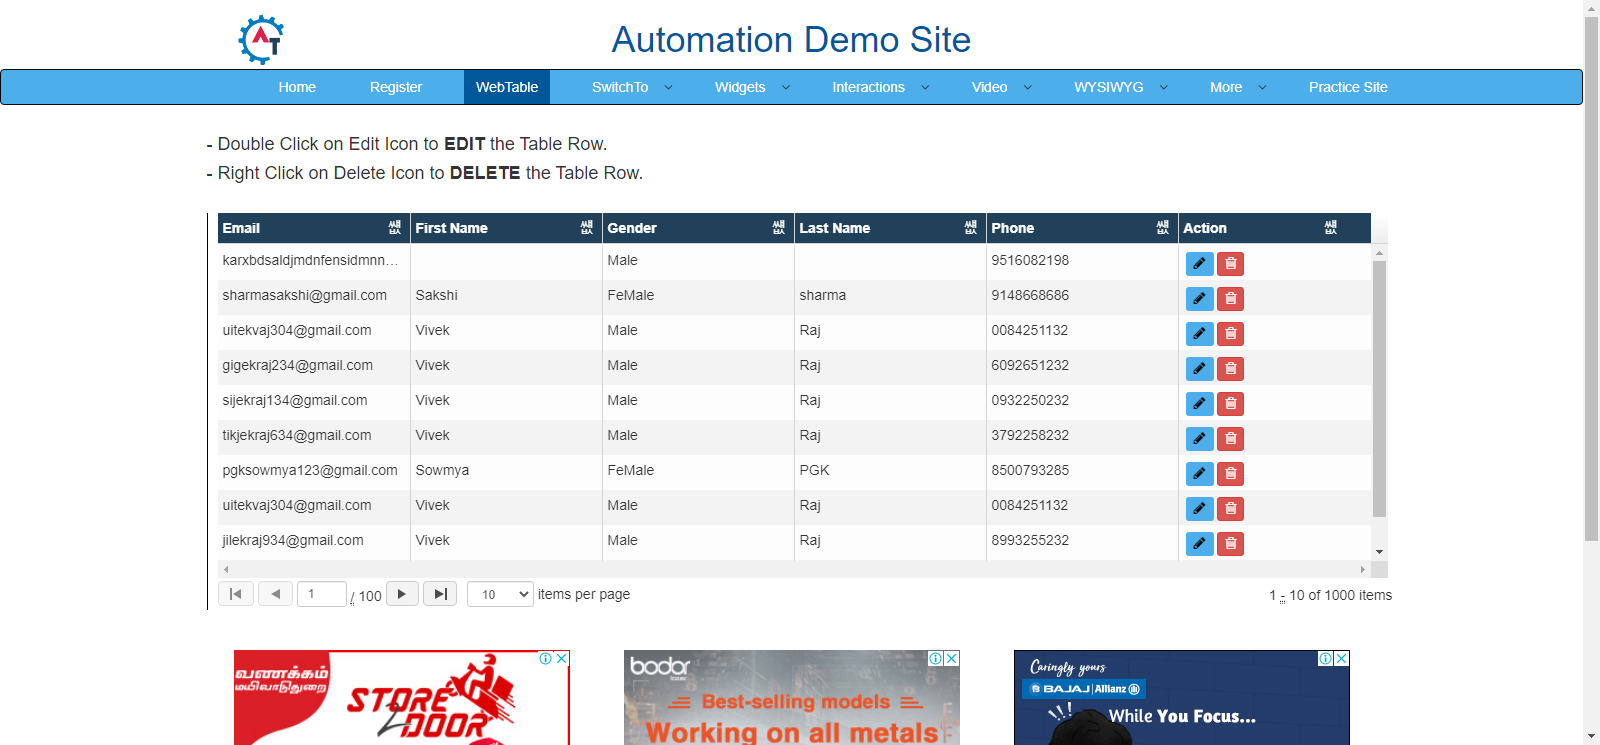 AT
Automation Demo Site
Home Register WebTable SwitchTo Widgets Interactions Video WYSIWYG More Practice Site
- Double Click on Edit Icon to EDIT the Table Row.
- Right Click on Delete Icon to DELETE the Table Row.
Email First Name Gender Last Name Phone Action
karxbdsaldjmdnfensidmnn... Male 9516082198
sharmasakshi@gmail.com Sakshi FeMale sharma 9148668686
uitekvaj304@gmail.com Vivek Male Raj 0084251132
gigekraj234@gmail.com Vivek Male Raj 6092651232
sijekraj134@gmail.com Vivek Male Raj 0932250232
tikjekraj634@gmail.com Vivek Male Raj 3792258232
pgksowmya123@gmail.com Sowmya FeMale PGK 8500793285
uitekvaj304@gmail.com Vivek Male Raj 0084251132
jilekraj934@gmail.com Vivek Male Raj 8993255232
1 / 100 10 items per page 1 - 10 of 1000 items
வணக்கம்
மயிலாடுதுறை
STORE
2
DOOR
bodor
Best-selling models
Working on all metals
Caringly yours
BAJAJ Allianz
While You Focus...